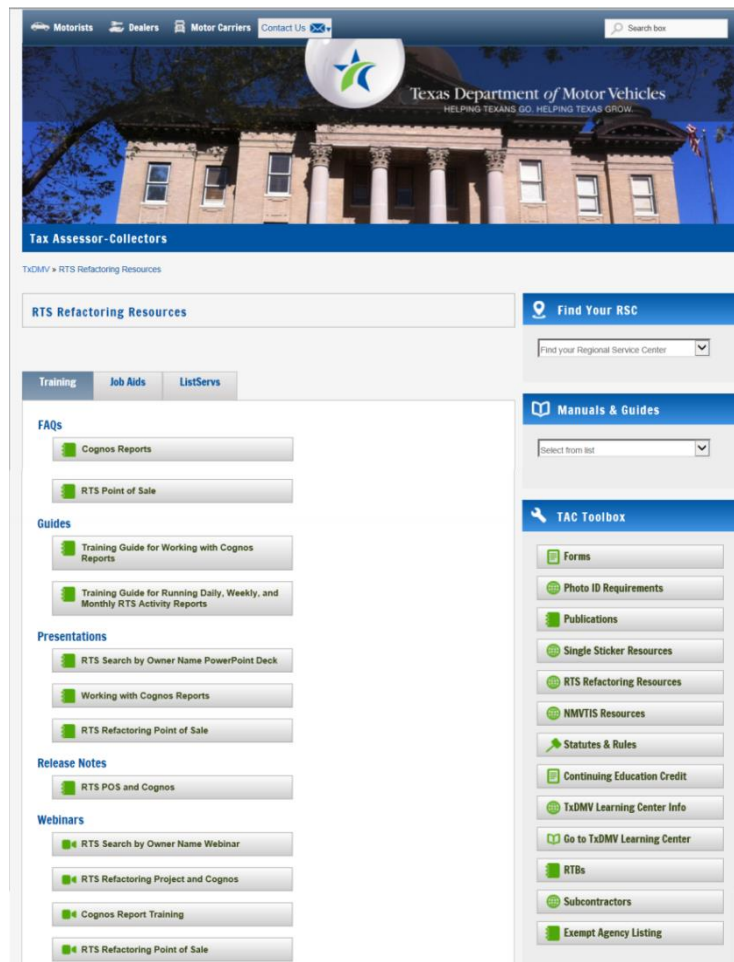 Motorists Dealers Motor Carriers Contact Us Search box
Texas Department of Motor Vehicles
HELPING TEXANS GO. HELPING TEXAS GROW.
Tax Assessor-Collectors
TxDMV » RTS Refactoring Resources
RTS Refactoring Resources
Training Job Aids ListServs
FAQs
Cognos Reports
RTS Point of Sale
Guides
Training Guide for Working with Cognos
Reports
Training Guide for Running Daily, Weekly, and
Monthly RTS Activity Reports
Presentations
RTS Search by Owner Name PowerPoint Deck
Working with Cognos Reports
RTS Refactoring Point of Sale
Release Notes
RTS POS and Cognos
Webinars
RTS Search by Owner Name Webinar
RTS Refactoring Project and Cognos
Cognos Report Training
RTS Refactoring Point of Sale
Find Your RSC
Find your Regional Service Center
Manuals & Guides
Select from list
TAC Toolbox
Forms
Photo ID Requirements
Publications
Single Sticker Resources
RTS Refactoring Resources
NMVTIS Resources
Statutes & Rules
Continuing Education Credit
TxDMV Learning Center Info
Go to TxDMV Learning Center
RTBs
Subcontractors
Exempt Agency Listing